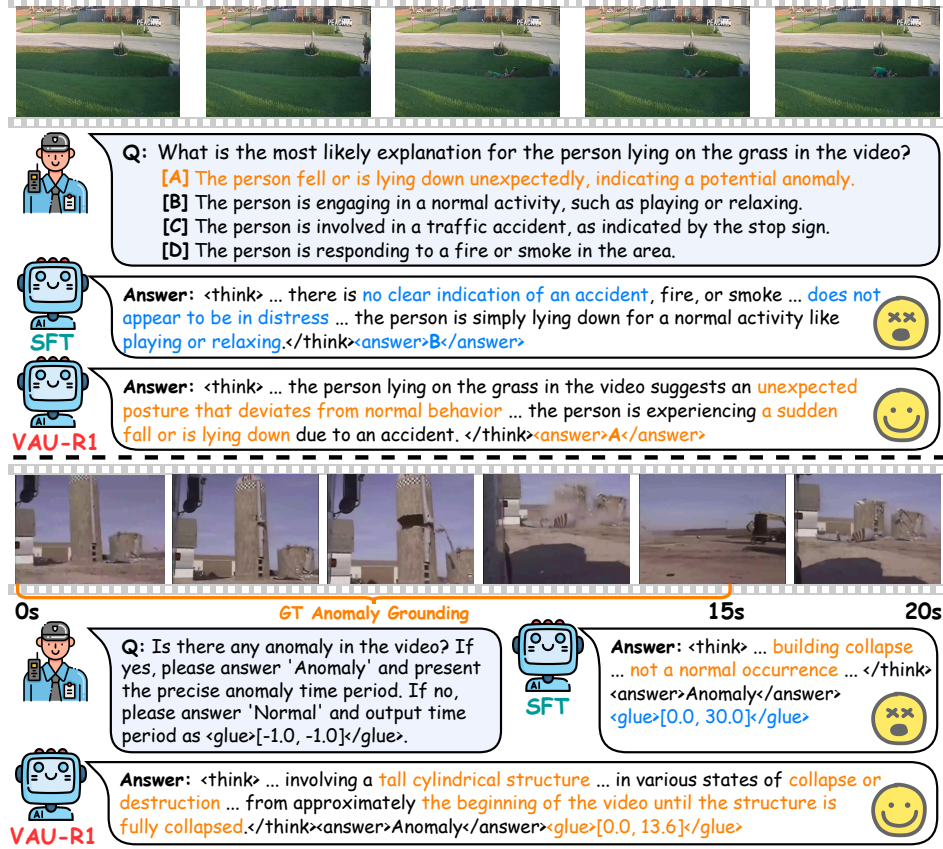 PEACHY
PEACHY
PEACHY
PEACHY
PEACHY
Q: What is the most likely explanation for the person lying on the grass in the video?
[A] The person fell or is lying down unexpectedly, indicating a potential anomaly.
[B] The person is engaging in a normal activity, such as playing or relaxing.
[C] The person is involved in a traffic accident, as indicated by the stop sign.
[D] The person is responding to a fire or smoke in the area.
AI
SFT
Answer: <think> ... there is no clear indication of an accident, fire, or smoke ... does not
appear to be in distress ... the person is simply lying down for a normal activity like
playing or relaxing.</think><answer>B</answer>
AI
VAU-R1
Answer: <think> ... the person lying on the grass in the video suggests an unexpected
posture that deviates from normal behavior ... the person is experiencing a sudden
fall or is lying down due to an accident. </think><answer>A</answer>
0s
GT Anomaly Grounding
15s
20s
Q: Is there any anomaly in the video? If
yes, please answer 'Anomaly' and present
the precise anomaly time period. If no,
please answer 'Normal' and output time
period as <glue>[-1.0, -1.0]</glue>.
AI
SFT
Answer: <think> ... building collapse
... not a normal occurrence ... </think>
<answer>Anomaly</answer>
<glue>[0.0, 30.0]</glue>
AI
VAU-R1
Answer: <think> ... involving a tall cylindrical structure ... in various states of collapse or
destruction ... from approximately the beginning of the video until the structure is
fully collapsed.</think><answer>Anomaly</answer><glue>[0.0, 13.6]</glue>